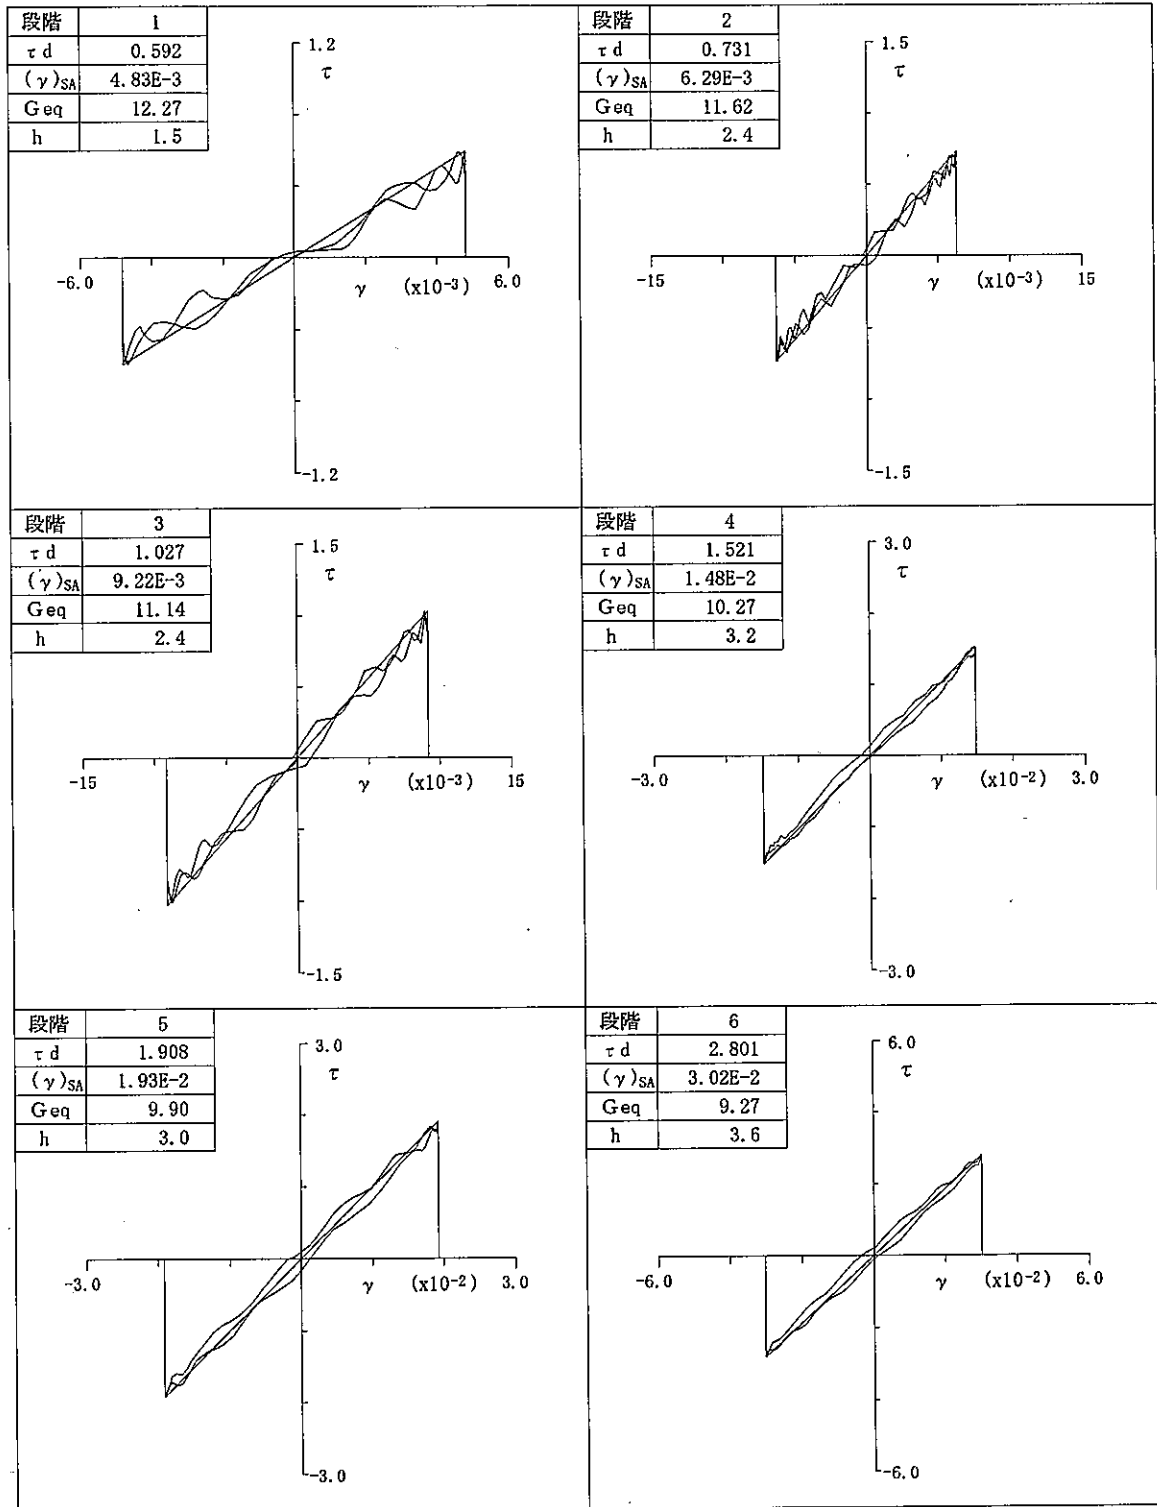 段階 1
τd 0.592
(γ)SA 4.83E-3
Geq 12.27
h 1.5
1.2
τ
-6.0
γ (x10-3) 6.0
-1.2
段階 2
τd 0.731
(γ)SA 6.29E-3
Geq 11.62
h 2.4
1.5
τ
-15
γ (x10-3) 15
-1.5
段階 3
τd 1.027
(γ)SA 9.22E-3
Geq 11.14
h 2.4
1.5
τ
-15
γ (x10-3) 15
-1.5
段階 4
τd 1.521
(γ)SA 1.48E-2
Geq 10.27
h 3.2
3.0
τ
-3.0
γ (x10-2) 3.0
-3.0
段階 5
τd 1.908
(γ)SA 1.93E-2
Geq 9.90
h 3.0
3.0
τ
-3.0
γ (x10-2) 3.0
-3.0
段階 6
τd 2.801
(γ)SA 3.02E-2
Geq 9.27
h 3.6
6.0
τ
-6.0
γ (x10-2) 6.0
-6.0